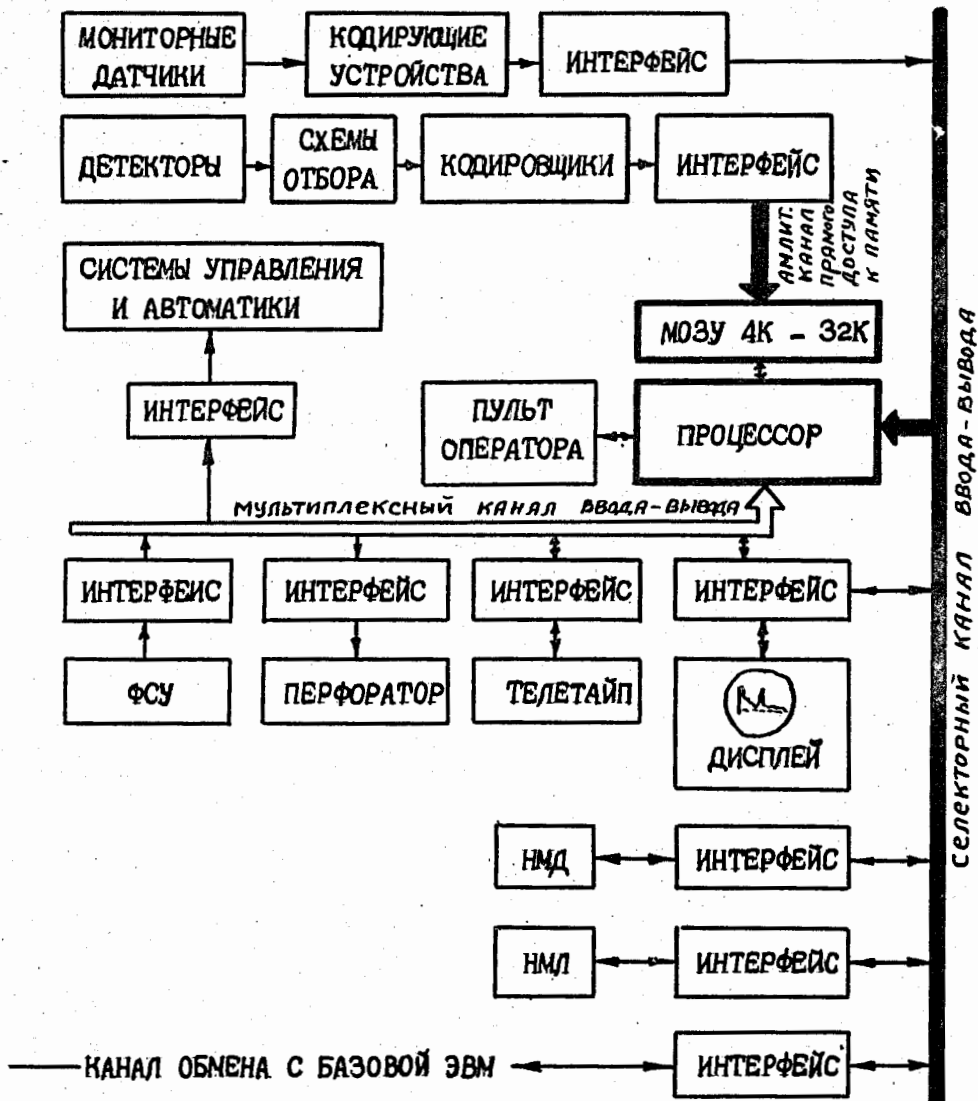 МОНИТОРНЫЕ
ДАТЧИКИ
КОДИРУЮЩИЕ
УСТРОЙСТВА
ИНТЕРФЕЙС
ДЕТЕКТОРЫ
СХЕМЫ
ОТБОРА
КОДИРОВЩИКИ
ИНТЕРФЕЙС
АМПЛИТ.
КАНАЛ
ПРЯМОГО
ДОСТУПА
К ПАМЯТИ
СИСТЕМЫ УПРАВЛЕНИЯ
И АВТОМАТИКИ
МОЗУ 4К - 32К
ИНТЕРФЕЙС
ПУЛЬТ
ОПЕРАТОРА
ПРОЦЕССОР
МУЛЬТИПЛЕКСНЫЙ КАНАЛ ВВОДА-ВЫВОДА
ИНТЕРФЕИС
ИНТЕРФЕЙС
ИНТЕРФЕЙС
ИНТЕРФЕЙС
ФСУ
ПЕРФОРАТОР
ТЕЛЕТАЙП
ДИСПЛЕЙ
НМД
ИНТЕРФЕЙС
НМЛ
ИНТЕРФЕЙС
КАНАЛ ОБМЕНА С БАЗОВОЙ ЭВМ
ИНТЕРФЕЙС
СЕЛЕКТОРНЫЙ КАНАЛ ВВОДА-ВЫВОДА